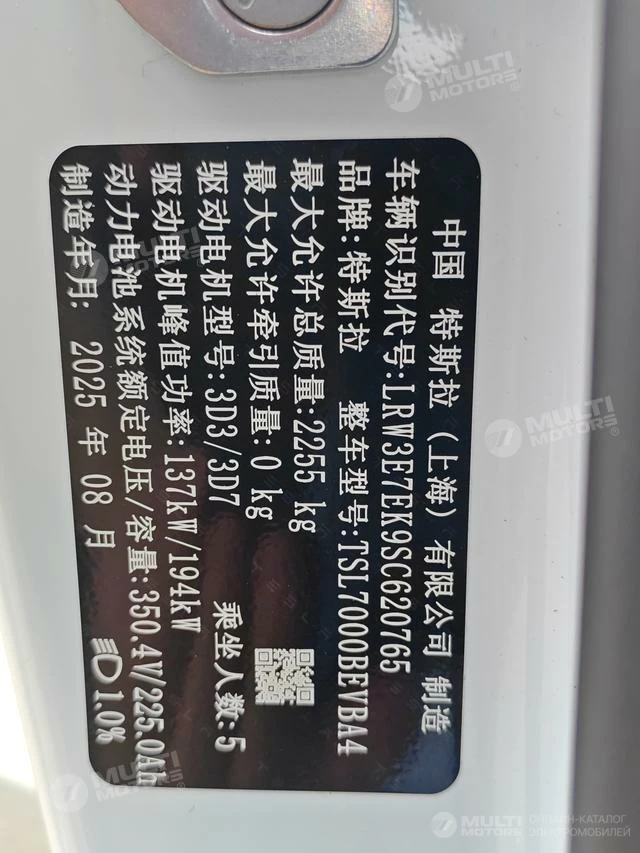 中国 特斯拉（上海）有限公司 制造
车辆识别代号:LRW3E7EK9SC620765
品牌:特斯拉 整车型号:TSL7000BEVBA4
最大允许总质量:2255 kg
最大允许牵引质量: 0 kg
驱动电机型号:3D3/3D7 乘坐人数:5
驱动电机峰值功率:137kW/194kW
动力电池系统额定电压/容量:350.4V/225.0Ah
制造年月: 2025 年 08 月 1.0%
MULTI MOTORS®
MULTI MOTORS
MULTI MOTORS
MULTI MOTORS
MULTI MOTORS ОНЛАЙН-КАТАЛОГ ЭЛЕКТРОМОБИЛЕЙ